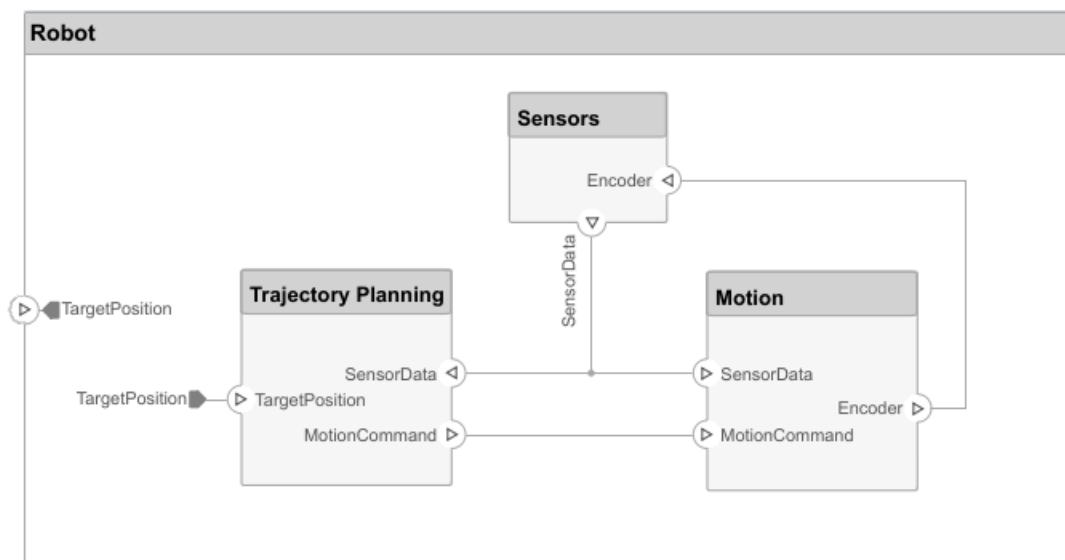 Robot
Sensors
Encoder
SensorData
Trajectory Planning
Motion
TargetPosition
SensorData
SensorData
TargetPosition
TargetPosition
Encoder
MotionCommand
MotionCommand